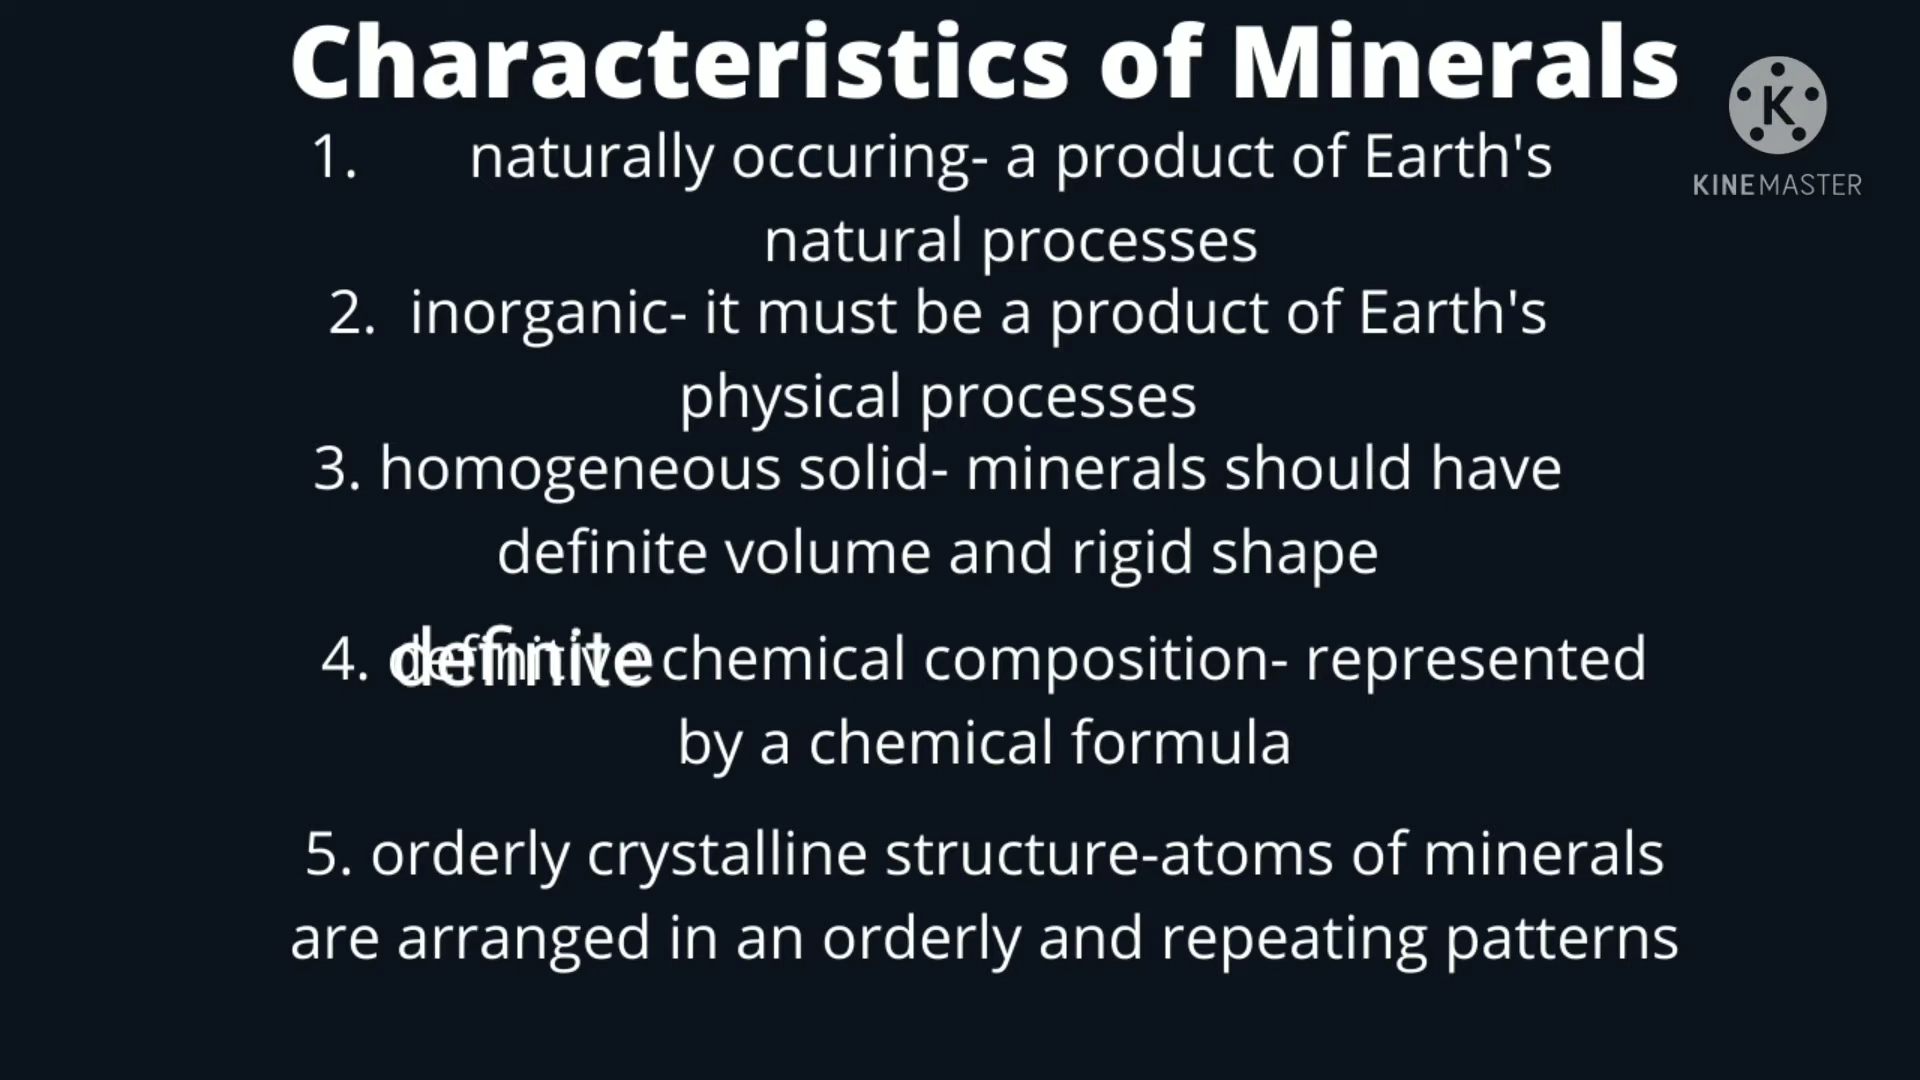 Characteristics of Minerals
1. naturally occuring- a product of Earth's
natural processes
2. inorganic- it must be a product of Earth's
physical processes
3. homogeneous solid- minerals should have
definite volume and rigid shape
4. definite chemical composition- represented
by a chemical formula
5. orderly crystalline structure-atoms of minerals
are arranged in an orderly and repeating patterns
K
KINEMASTER